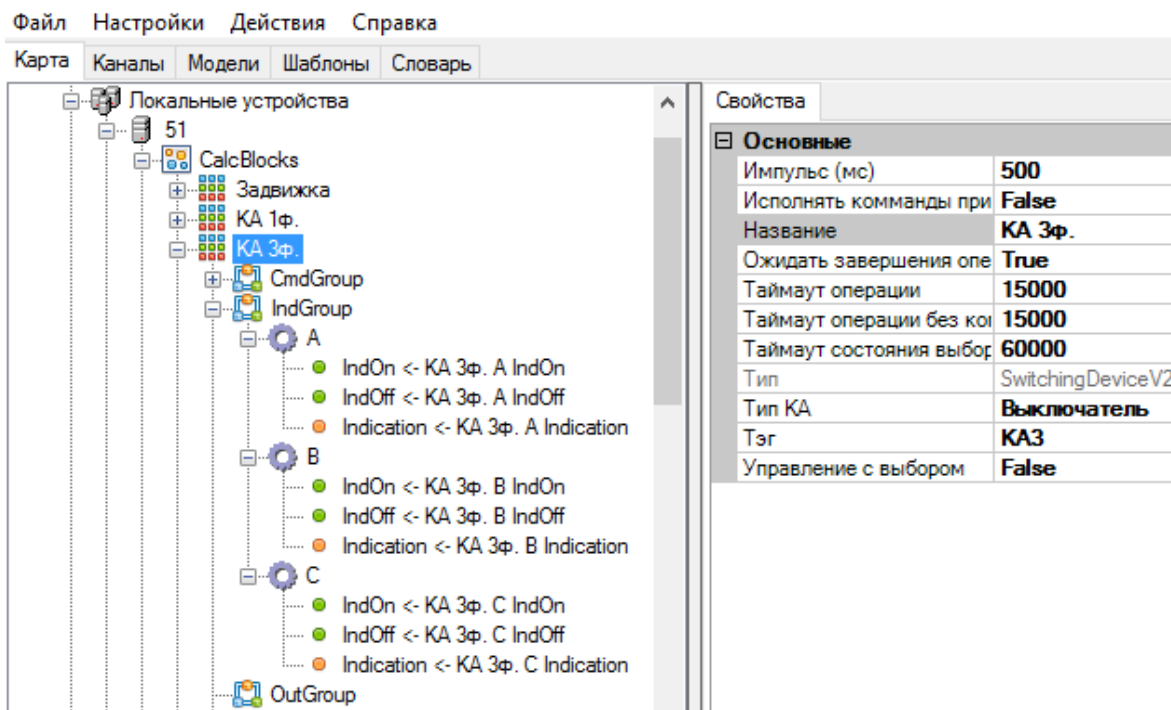 Файл Настройки Действия Справка
Карта Каналы Модели Шаблоны Словарь
Локальные устройства
51
CalcBlocks
Задвижка
КА 1ф.
КА 3ф.
CmdGroup
IndGroup
A
IndOn <- КА 3ф. A IndOn
IndOff <- КА 3ф. A IndOff
Indication <- КА 3ф. A Indication
B
IndOn <- КА 3ф. B IndOn
IndOff <- КА 3ф. B IndOff
Indication <- КА 3ф. B Indication
C
IndOn <- КА 3ф. C IndOn
IndOff <- КА 3ф. C IndOff
Indication <- КА 3ф. C Indication
OutGroup
Свойства
Основные
Импульс (мс) 500
Исполнять комманды при False
Название КА 3ф.
Ожидать завершения опе True
Таймаут операции 15000
Таймаут операции без ко 15000
Таймаут состояния выбор 60000
Тип SwitchingDeviceV2
Тип КА Выключатель
Тэг КА3
Управление с выбором False